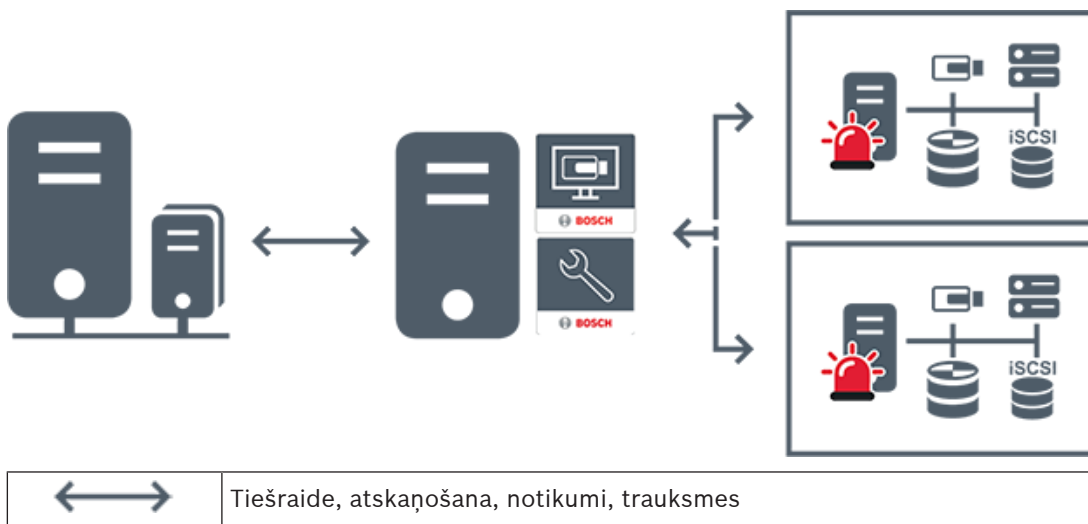 iSCSI
BOSCH
BOSCH
iSCSI
Tiešraide, atskaņošana, notikumi, trauksmes